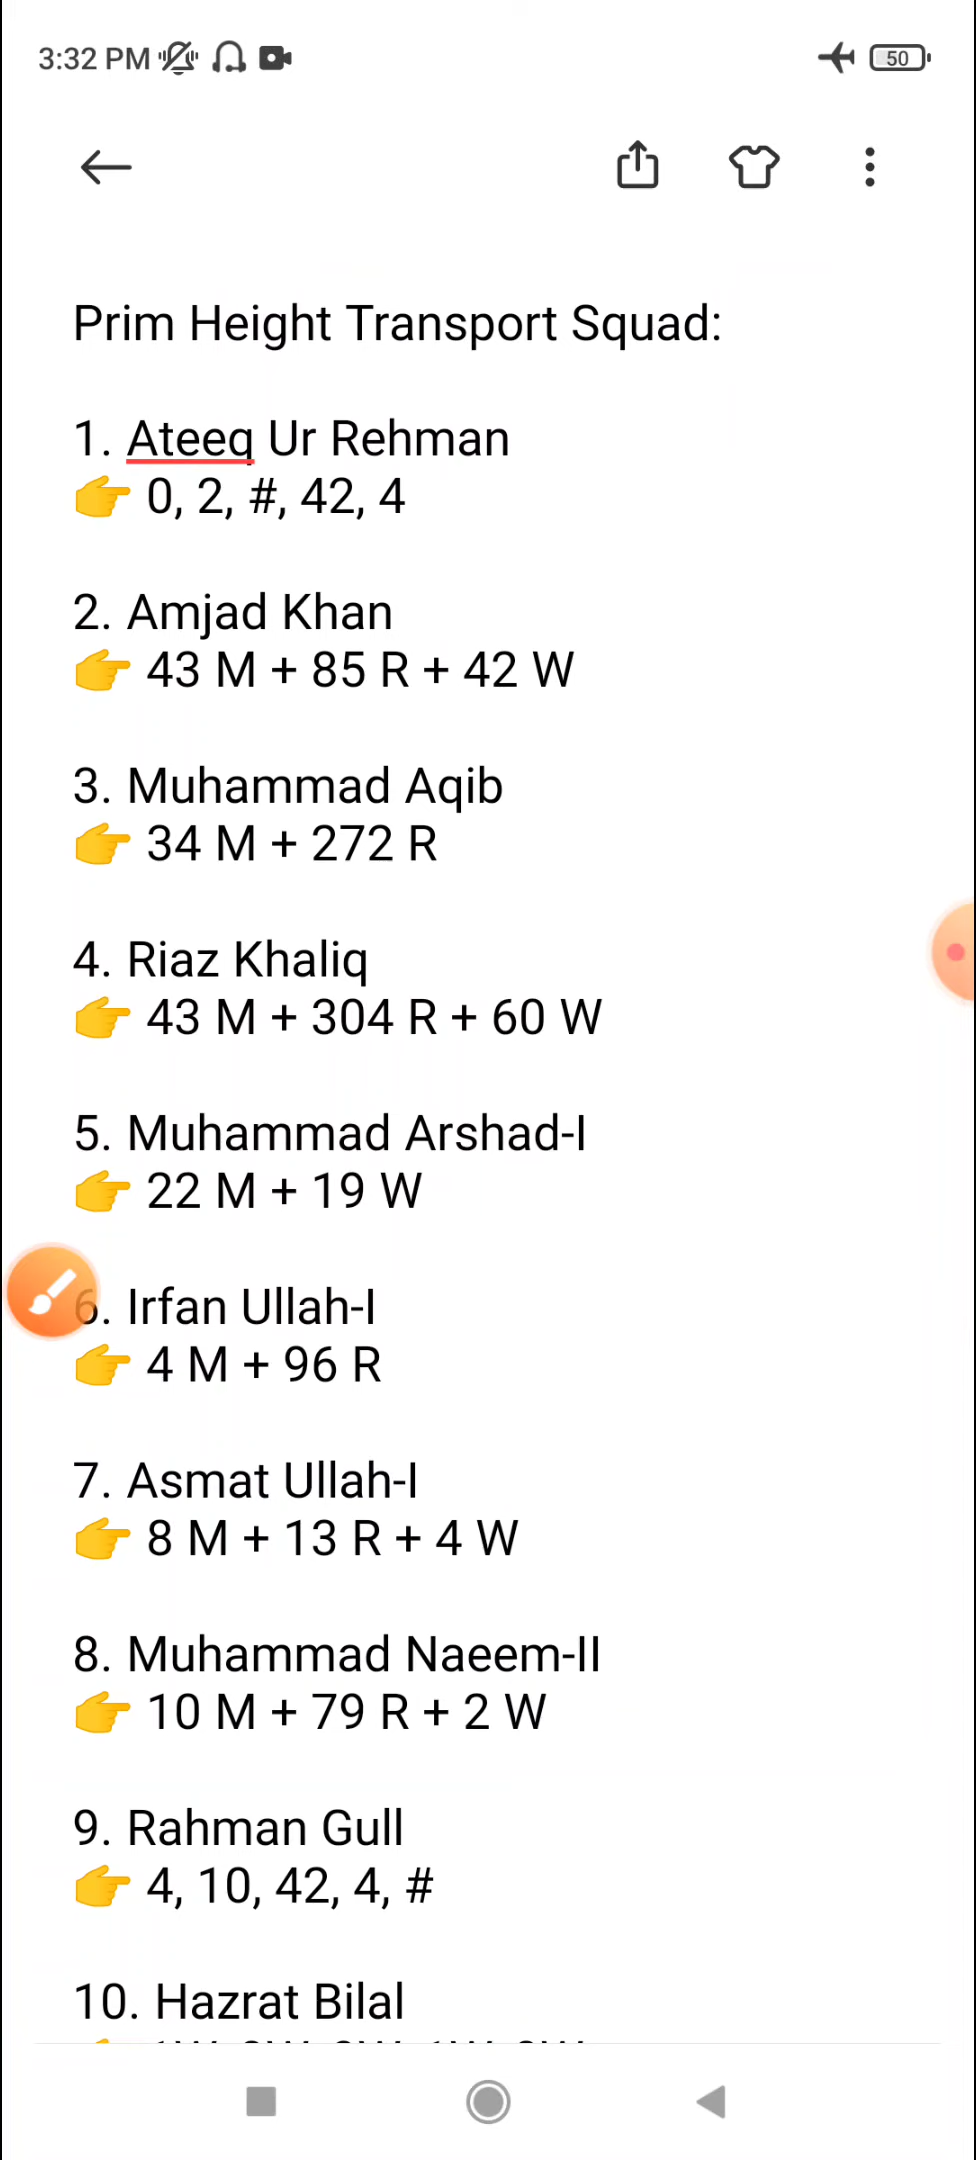 3:32 PM
50
Prim Height Transport Squad:
1. Ateeq Ur Rehman
👉 0, 2, #, 42, 4
2. Amjad Khan
👉 43 M + 85 R + 42 W
3. Muhammad Aqib
👉 34 M + 272 R
4. Riaz Khaliq
👉 43 M + 304 R + 60 W
5. Muhammad Arshad-I
👉 22 M + 19 W
6. Irfan Ullah-I
👉 4 M + 96 R
7. Asmat Ullah-I
👉 8 M + 13 R + 4 W
8. Muhammad Naeem-II
👉 10 M + 79 R + 2 W
9. Rahman Gull
👉 4, 10, 42, 4, #
10. Hazrat Bilal